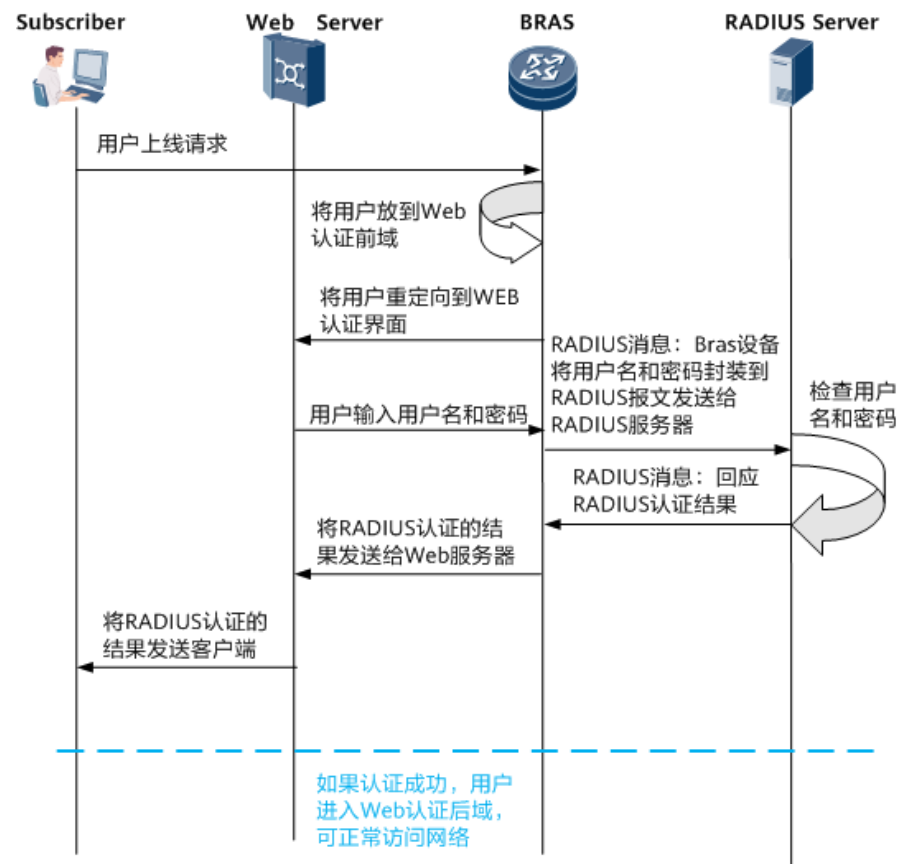 Subscriber
Web Server
BRAS
RADIUS Server
用户上线请求
将用户放到Web
认证前域
将用户重定向到WEB
认证界面
RADIUS消息：Bras设备
将用户名和密码封装到
RADIUS报文发送给
RADIUS服务器
检查用户
名和密码
用户输入用户名和密码
RADIUS消息：回应
RADIUS认证结果
将RADIUS认证的结
果发送给Web服务器
将RADIUS认证的
结果发送客户端
如果认证成功，用户
进入Web认证后域，
可正常访问网络